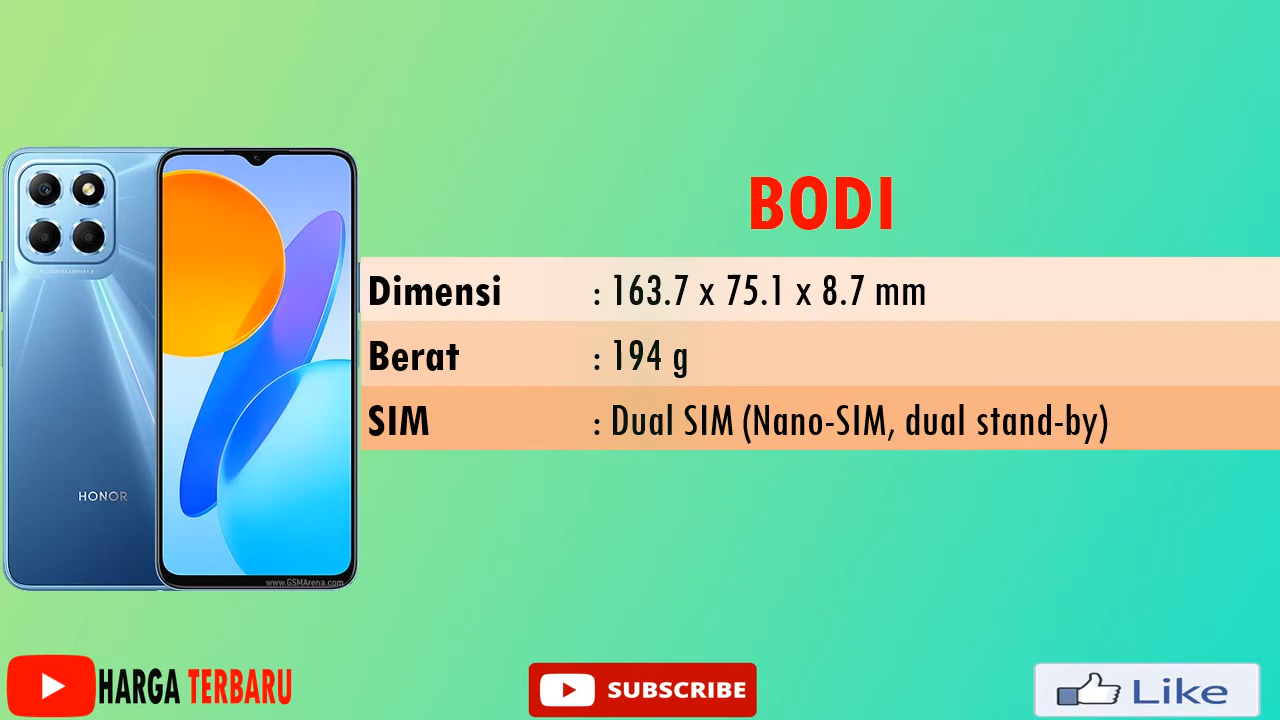 BODI
Dimensi : 163.7 x 75.1 x 8.7 mm
Berat : 194 g
SIM : Dual SIM (Nano-SIM, dual stand-by)
HONOR
www.GSMArena.com
HARGA TERBARU
SUBSCRIBE
Like